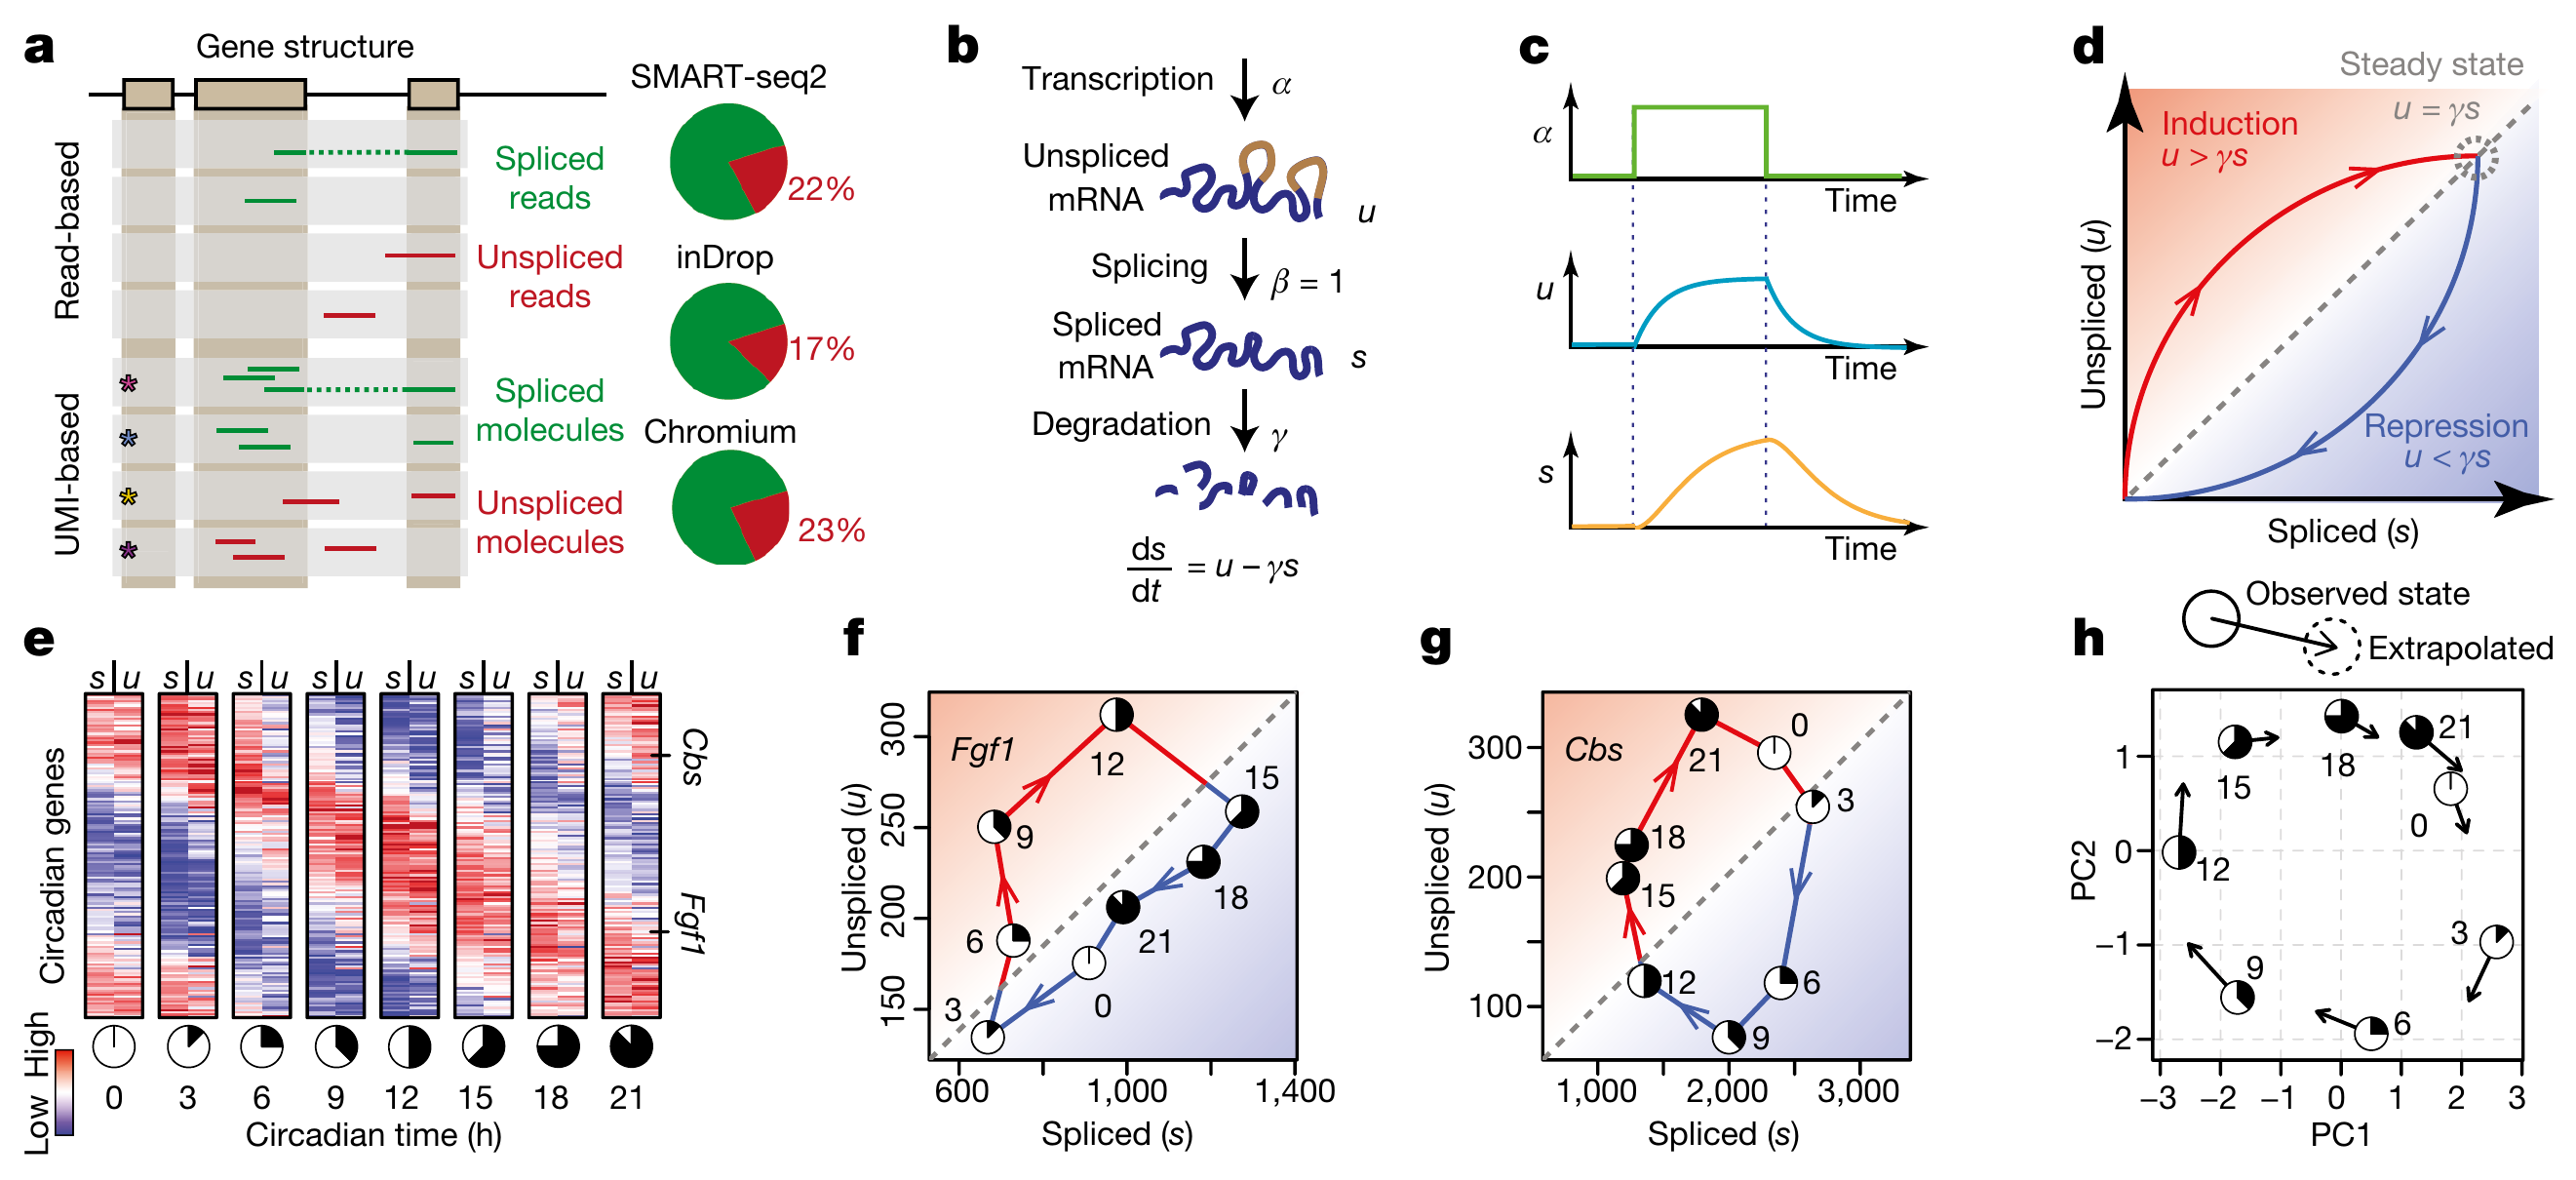 a
Gene structure
Read-based
UMI-based
Spliced
reads
Unspliced
reads
*
Spliced
molecules
*
*
Unspliced
molecules
*
SMART-seq2
22%
inDrop
17%
Chromium
23%
b
Transcription
α
Unspliced
mRNA
u
Splicing
β = 1
Spliced
mRNA
s
Degradation
γ
ds
dt
= u − γs
c
α
Time
u
Time
s
Time
d
Steady state
u = γs
Induction
u > γs
Repression
u < γs
Unspliced (u)
Spliced (s)
e
s u s u s u s u s u s u s u s u
Circadian genes
Cbs
Fgf1
High
Low
0 3 6 9 12 15 18 21
Circadian time (h)
f
Fgf1
Unspliced (u)
300
250
200
150
12
15
9
18
6
21
3
0
600 1,000 1,400
Spliced (s)
g
Cbs
Unspliced (u)
300
200
100
0
21
3
18
15
12
6
9
1,000 2,000 3,000
Spliced (s)
h
Observed state
Extrapolated
PC2
1
0
−1
−2
21
18
15
0
12
3
9
6
−3 −2 −1 0 1 2 3
PC1